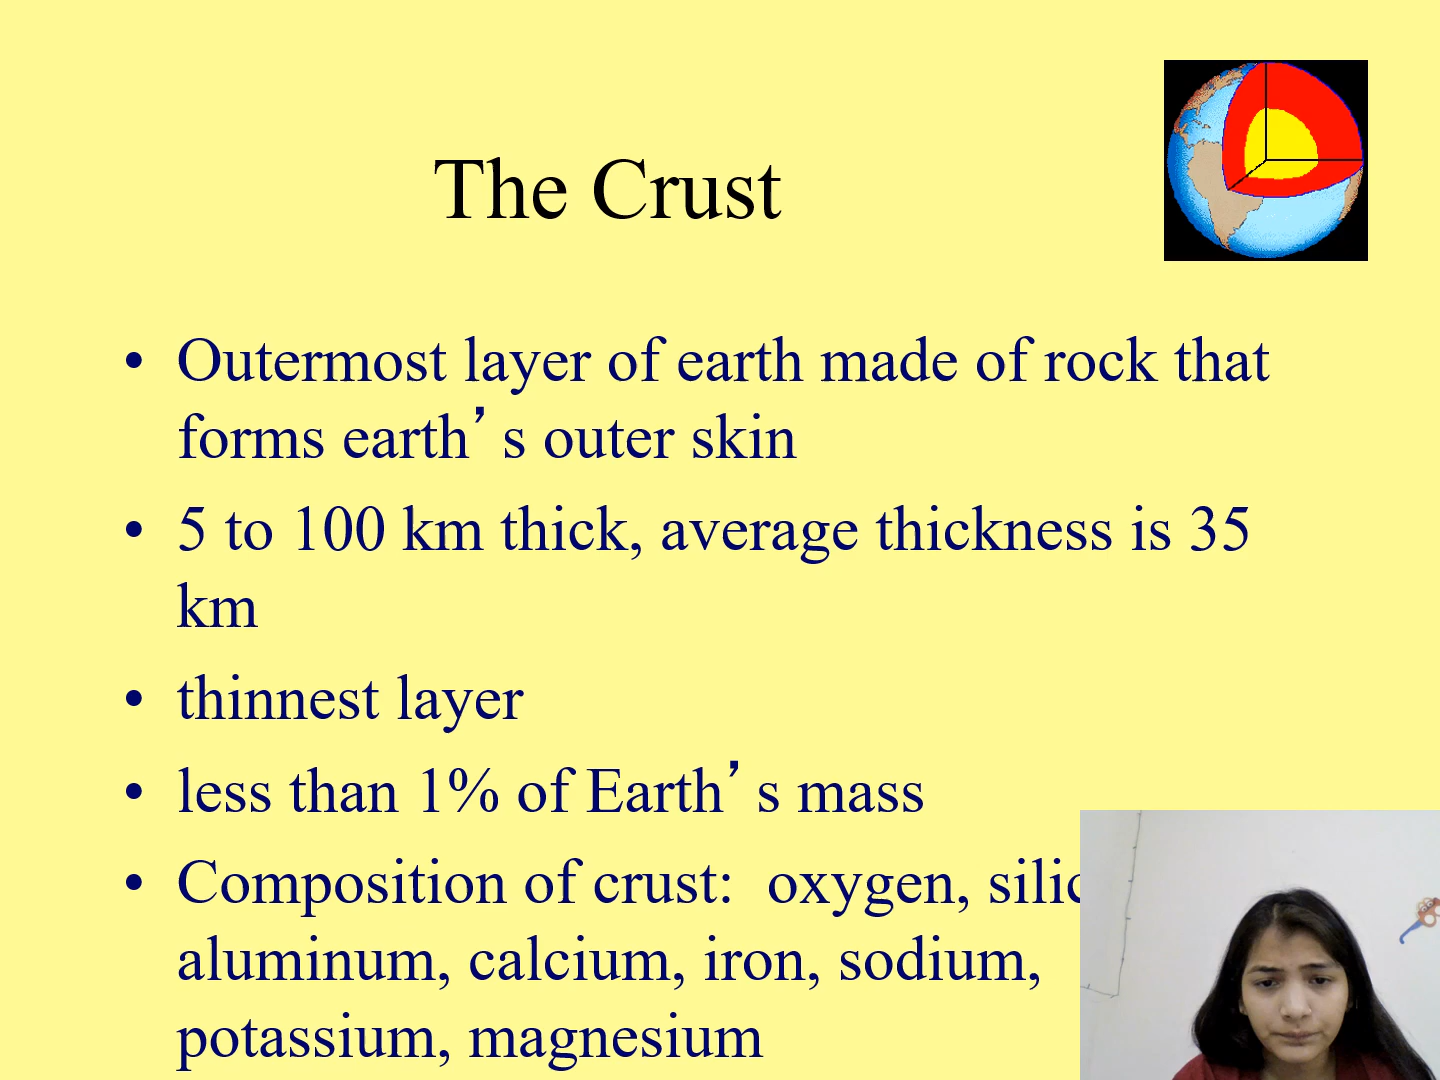 The Crust
• Outermost layer of earth made of rock that
forms earth’s outer skin
• 5 to 100 km thick, average thickness is 35
km
• thinnest layer
• less than 1% of Earth’s mass
• Composition of crust: oxygen,
aluminum, calcium, iron, sodium,
potassium, magnesium